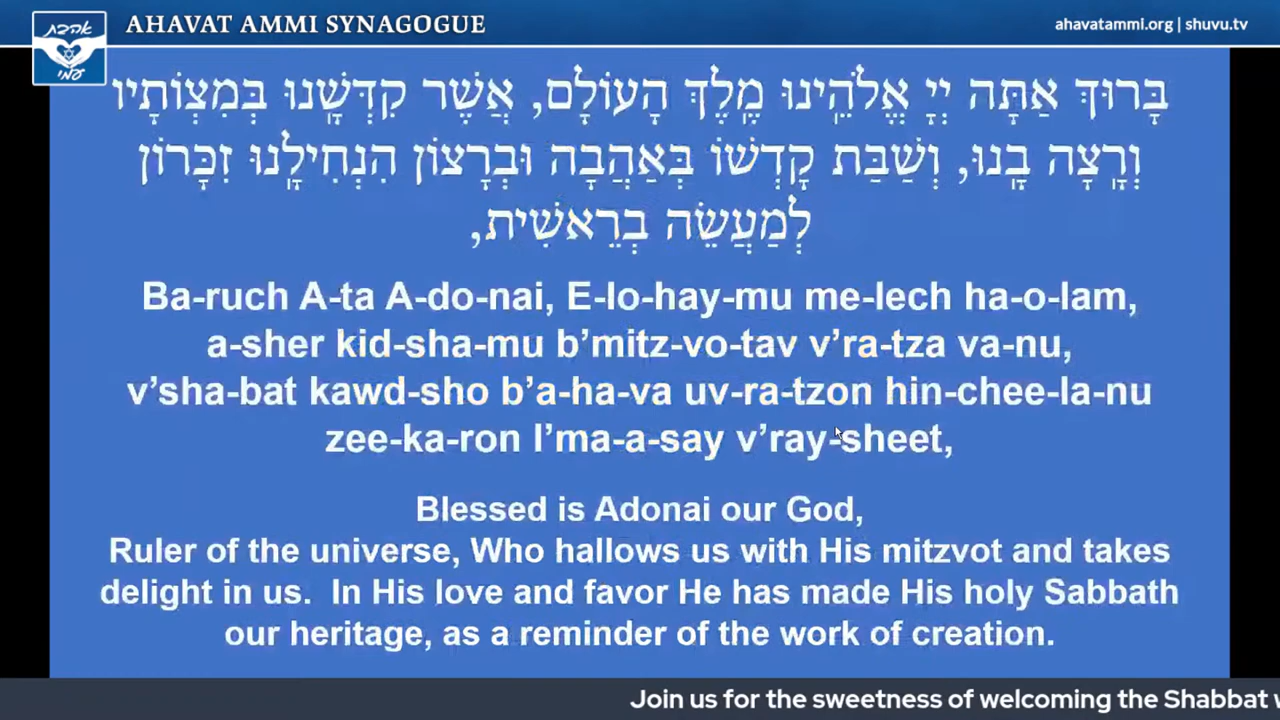 אהבת
עמי
AHAVAT AMMI SYNAGOGUE
ahavatammi.org | shuvu.tv
בָּרוּךְ אַתָּה יְיָ אֱלֹהֵֽינוּ מֶֽלֶךְ הָעוֹלָם, אֲשֶׁר קִדְּשָֽׁנוּ בְּמִצְוֹתָיו
וְרָֽצָה בָֽנוּ, וְשַׁבַּת קָדְשׁוֹ בְּאַהֲבָה וּבְרָצוֹן הִנְחִילָֽנוּ זִכָּרוֹן
לְמַעֲשֵׂה בְרֵאשִׁית,
Ba-ruch A-ta A-do-nai, E-lo-hay-mu me-lech ha-o-lam,
a-sher kid-sha-mu b’mitz-vo-tav v’ra-tza va-nu,
v’sha-bat kawd-sho b’a-ha-va uv-ra-tzon hin-chee-la-nu
zee-ka-ron l’ma-a-say v’ray-sheet,
Blessed is Adonai our God,
Ruler of the universe, Who hallows us with His mitzvot and takes
delight in us.  In His love and favor He has made His holy Sabbath
our heritage, as a reminder of the work of creation.
Join us for the sweetness of welcoming the Shabbat